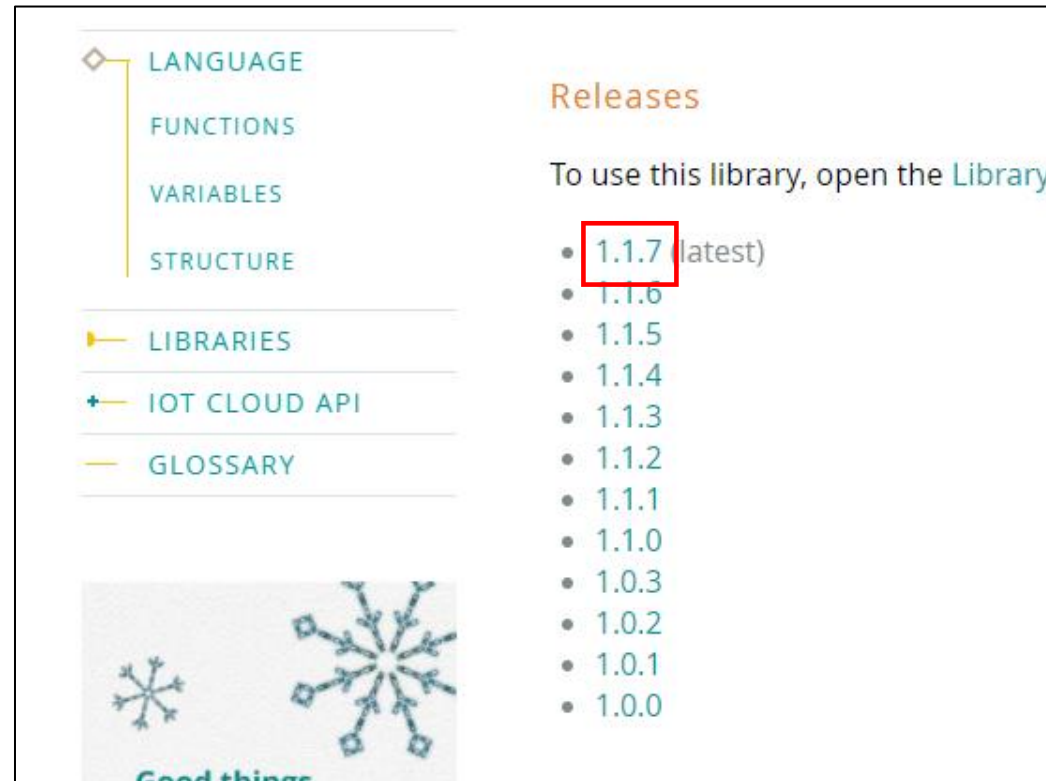 LANGUAGE
FUNCTIONS
VARIABLES
STRUCTURE
LIBRARIES
IOT CLOUD API
GLOSSARY
Good things
Releases
To use this library, open the Library
1.1.7 (latest)
1.1.6
1.1.5
1.1.4
1.1.3
1.1.2
1.1.1
1.1.0
1.0.3
1.0.2
1.0.1
1.0.0